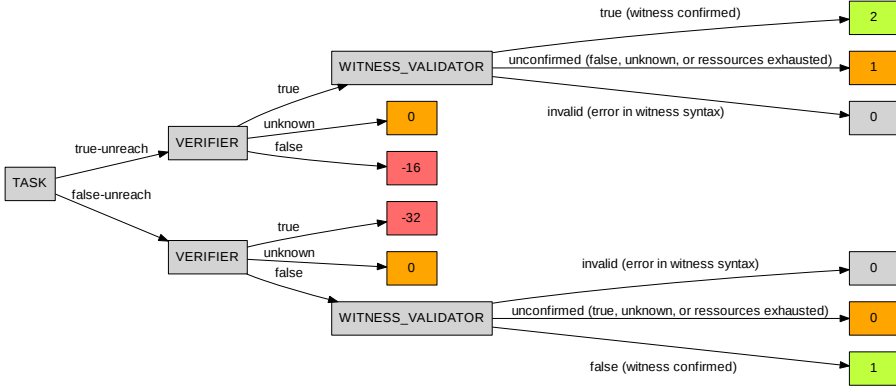 true (witness confirmed)
2
WITNESS_VALIDATOR
unconfirmed (false, unknown, or ressources exhausted)
1
true
invalid (error in witness syntax)
0
unknown
0
VERIFIER
true-unreach
false
-16
TASK
false-unreach
-32
true
VERIFIER
unknown
0
false
invalid (error in witness syntax)
0
WITNESS_VALIDATOR
unconfirmed (true, unknown, or ressources exhausted)
0
false (witness confirmed)
1